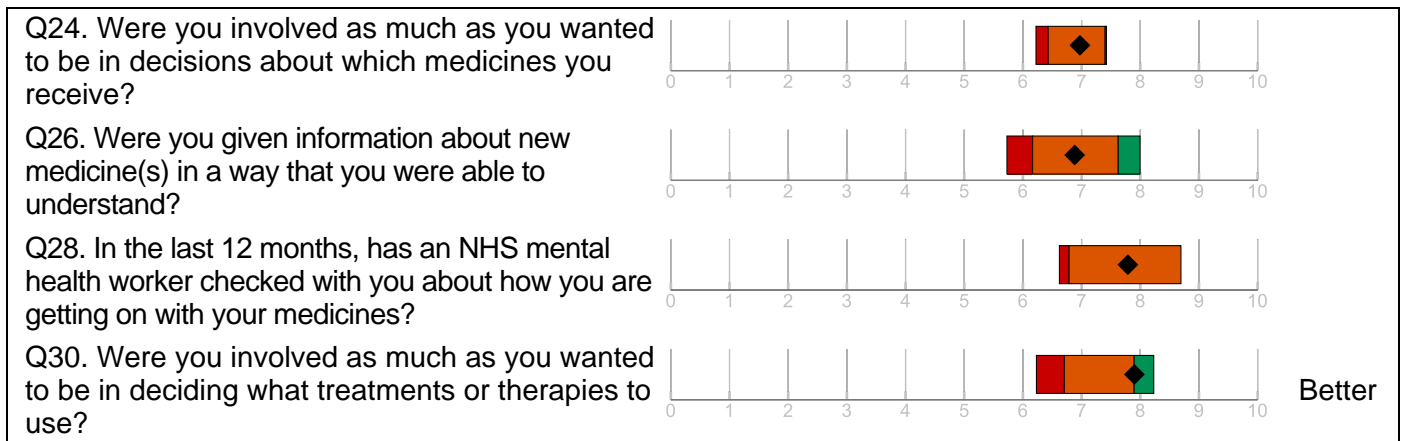 Q24. Were you involved as much as you wanted
to be in decisions about which medicines you
receive?
0 1 2 3 4 5 6 7 8 9 10
Q26. Were you given information about new
medicine(s) in a way that you were able to
understand?
0 1 2 3 4 5 6 7 8 9 10
Q28. In the last 12 months, has an NHS mental
health worker checked with you about how you are
getting on with your medicines?
0 1 2 3 4 5 6 7 8 9 10
Q30. Were you involved as much as you wanted
to be in deciding what treatments or therapies to
use?
0 1 2 3 4 5 6 7 8 9 10
Better